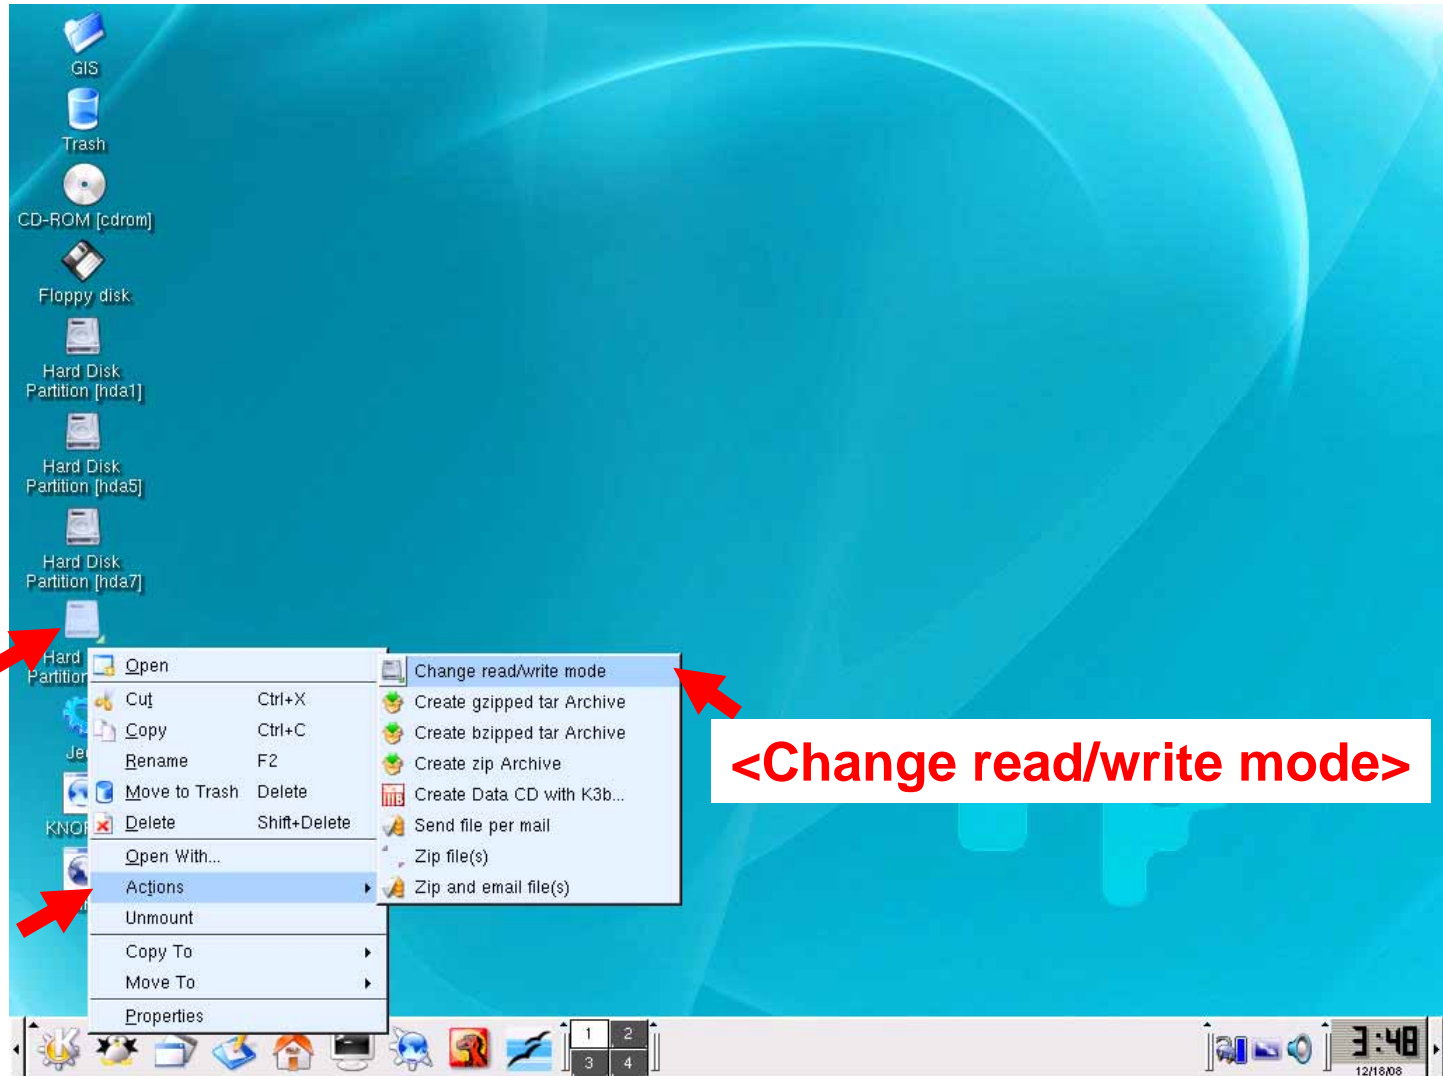 GIS
Trash
CD-ROM [cdrom]
Floppy disk
Hard Disk
Partition [hda1]
Hard Disk
Partition [hda5]
Hard Disk
Partition [hda7]
Hard
Partition
KNOP
Open
Cut Ctrl+X
Copy Ctrl+C
Rename F2
Move to Trash Delete
Delete Shift+Delete
Open With...
Actions
Unmount
Copy To
Move To
Properties
Change read/write mode
Create gzipped tar Archive
Create bzipped tar Archive
Create zip Archive
Create Data CD with K3b...
Send file per mail
Zip file(s)
Zip and email file(s)
<Change read/write mode>
1 2
3 4
3:48
12/18/08